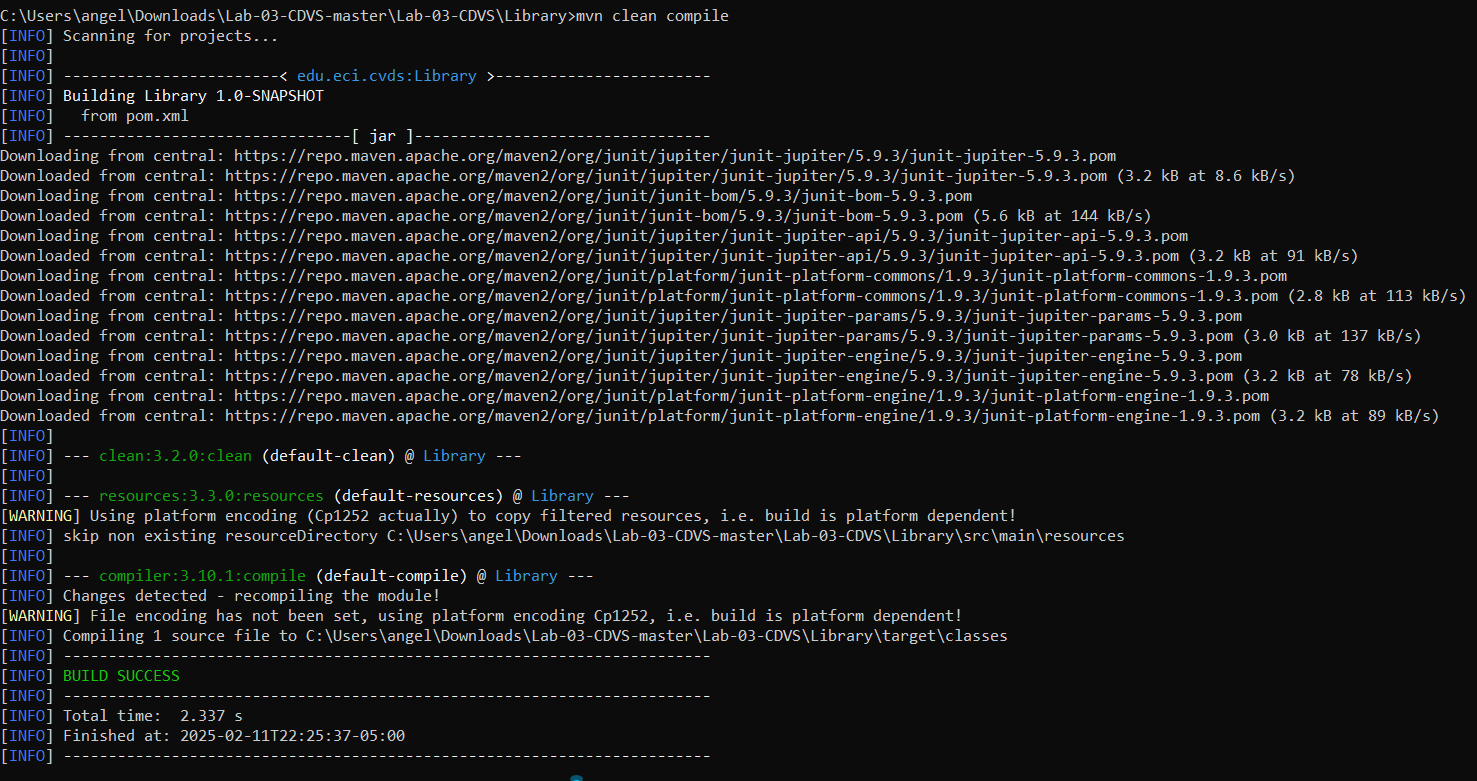 C:\Users\angel\Downloads\Lab-03-CDVS-master\Lab-03-CDVS\Library>mvn clean compile
[INFO] Scanning for projects...
[INFO]
[INFO] ------------------------< edu.eci.cvds:Library >------------------------
[INFO] Building Library 1.0-SNAPSHOT
[INFO]   from pom.xml
[INFO] --------------------------------[ jar ]---------------------------------
Downloading from central: https://repo.maven.apache.org/maven2/org/junit/jupiter/junit-jupiter/5.9.3/junit-jupiter-5.9.3.pom
Downloaded from central: https://repo.maven.apache.org/maven2/org/junit/jupiter/junit-jupiter/5.9.3/junit-jupiter-5.9.3.pom (3.2 kB at 8.6 kB/s)
Downloading from central: https://repo.maven.apache.org/maven2/org/junit/junit-bom/5.9.3/junit-bom-5.9.3.pom
Downloaded from central: https://repo.maven.apache.org/maven2/org/junit/junit-bom/5.9.3/junit-bom-5.9.3.pom (5.6 kB at 144 kB/s)
Downloading from central: https://repo.maven.apache.org/maven2/org/junit/jupiter/junit-jupiter-api/5.9.3/junit-jupiter-api-5.9.3.pom
Downloaded from central: https://repo.maven.apache.org/maven2/org/junit/jupiter/junit-jupiter-api/5.9.3/junit-jupiter-api-5.9.3.pom (3.2 kB at 91 kB/s)
Downloading from central: https://repo.maven.apache.org/maven2/org/junit/platform/junit-platform-commons/1.9.3/junit-platform-commons-1.9.3.pom
Downloaded from central: https://repo.maven.apache.org/maven2/org/junit/platform/junit-platform-commons/1.9.3/junit-platform-commons-1.9.3.pom (2.8 kB at 113 kB/s)
Downloading from central: https://repo.maven.apache.org/maven2/org/junit/jupiter/junit-jupiter-params/5.9.3/junit-jupiter-params-5.9.3.pom
Downloaded from central: https://repo.maven.apache.org/maven2/org/junit/jupiter/junit-jupiter-params/5.9.3/junit-jupiter-params-5.9.3.pom (3.0 kB at 137 kB/s)
Downloading from central: https://repo.maven.apache.org/maven2/org/junit/jupiter/junit-jupiter-engine/5.9.3/junit-jupiter-engine-5.9.3.pom
Downloaded from central: https://repo.maven.apache.org/maven2/org/junit/jupiter/junit-jupiter-engine/5.9.3/junit-jupiter-engine-5.9.3.pom (3.2 kB at 78 kB/s)
Downloading from central: https://repo.maven.apache.org/maven2/org/junit/platform/junit-platform-engine/1.9.3/junit-platform-engine-1.9.3.pom
Downloaded from central: https://repo.maven.apache.org/maven2/org/junit/platform/junit-platform-engine/1.9.3/junit-platform-engine-1.9.3.pom (3.2 kB at 89 kB/s)
[INFO]
[INFO] --- clean:3.2.0:clean (default-clean) @ Library ---
[INFO]
[INFO] --- resources:3.3.0:resources (default-resources) @ Library ---
[WARNING] Using platform encoding (Cp1252 actually) to copy filtered resources, i.e. build is platform dependent!
[INFO] skip non existing resourceDirectory C:\Users\angel\Downloads\Lab-03-CDVS-master\Lab-03-CDVS\Library\src\main\resources
[INFO]
[INFO] --- compiler:3.10.1:compile (default-compile) @ Library ---
[INFO] Changes detected - recompiling the module!
[WARNING] File encoding has not been set, using platform encoding Cp1252, i.e. build is platform dependent!
[INFO] Compiling 1 source file to C:\Users\angel\Downloads\Lab-03-CDVS-master\Lab-03-CDVS\Library\target\classes
[INFO] ------------------------------------------------------------------------
[INFO] BUILD SUCCESS
[INFO] ------------------------------------------------------------------------
[INFO] Total time:  2.337 s
[INFO] Finished at: 2025-02-11T22:25:37-05:00
[INFO] ------------------------------------------------------------------------